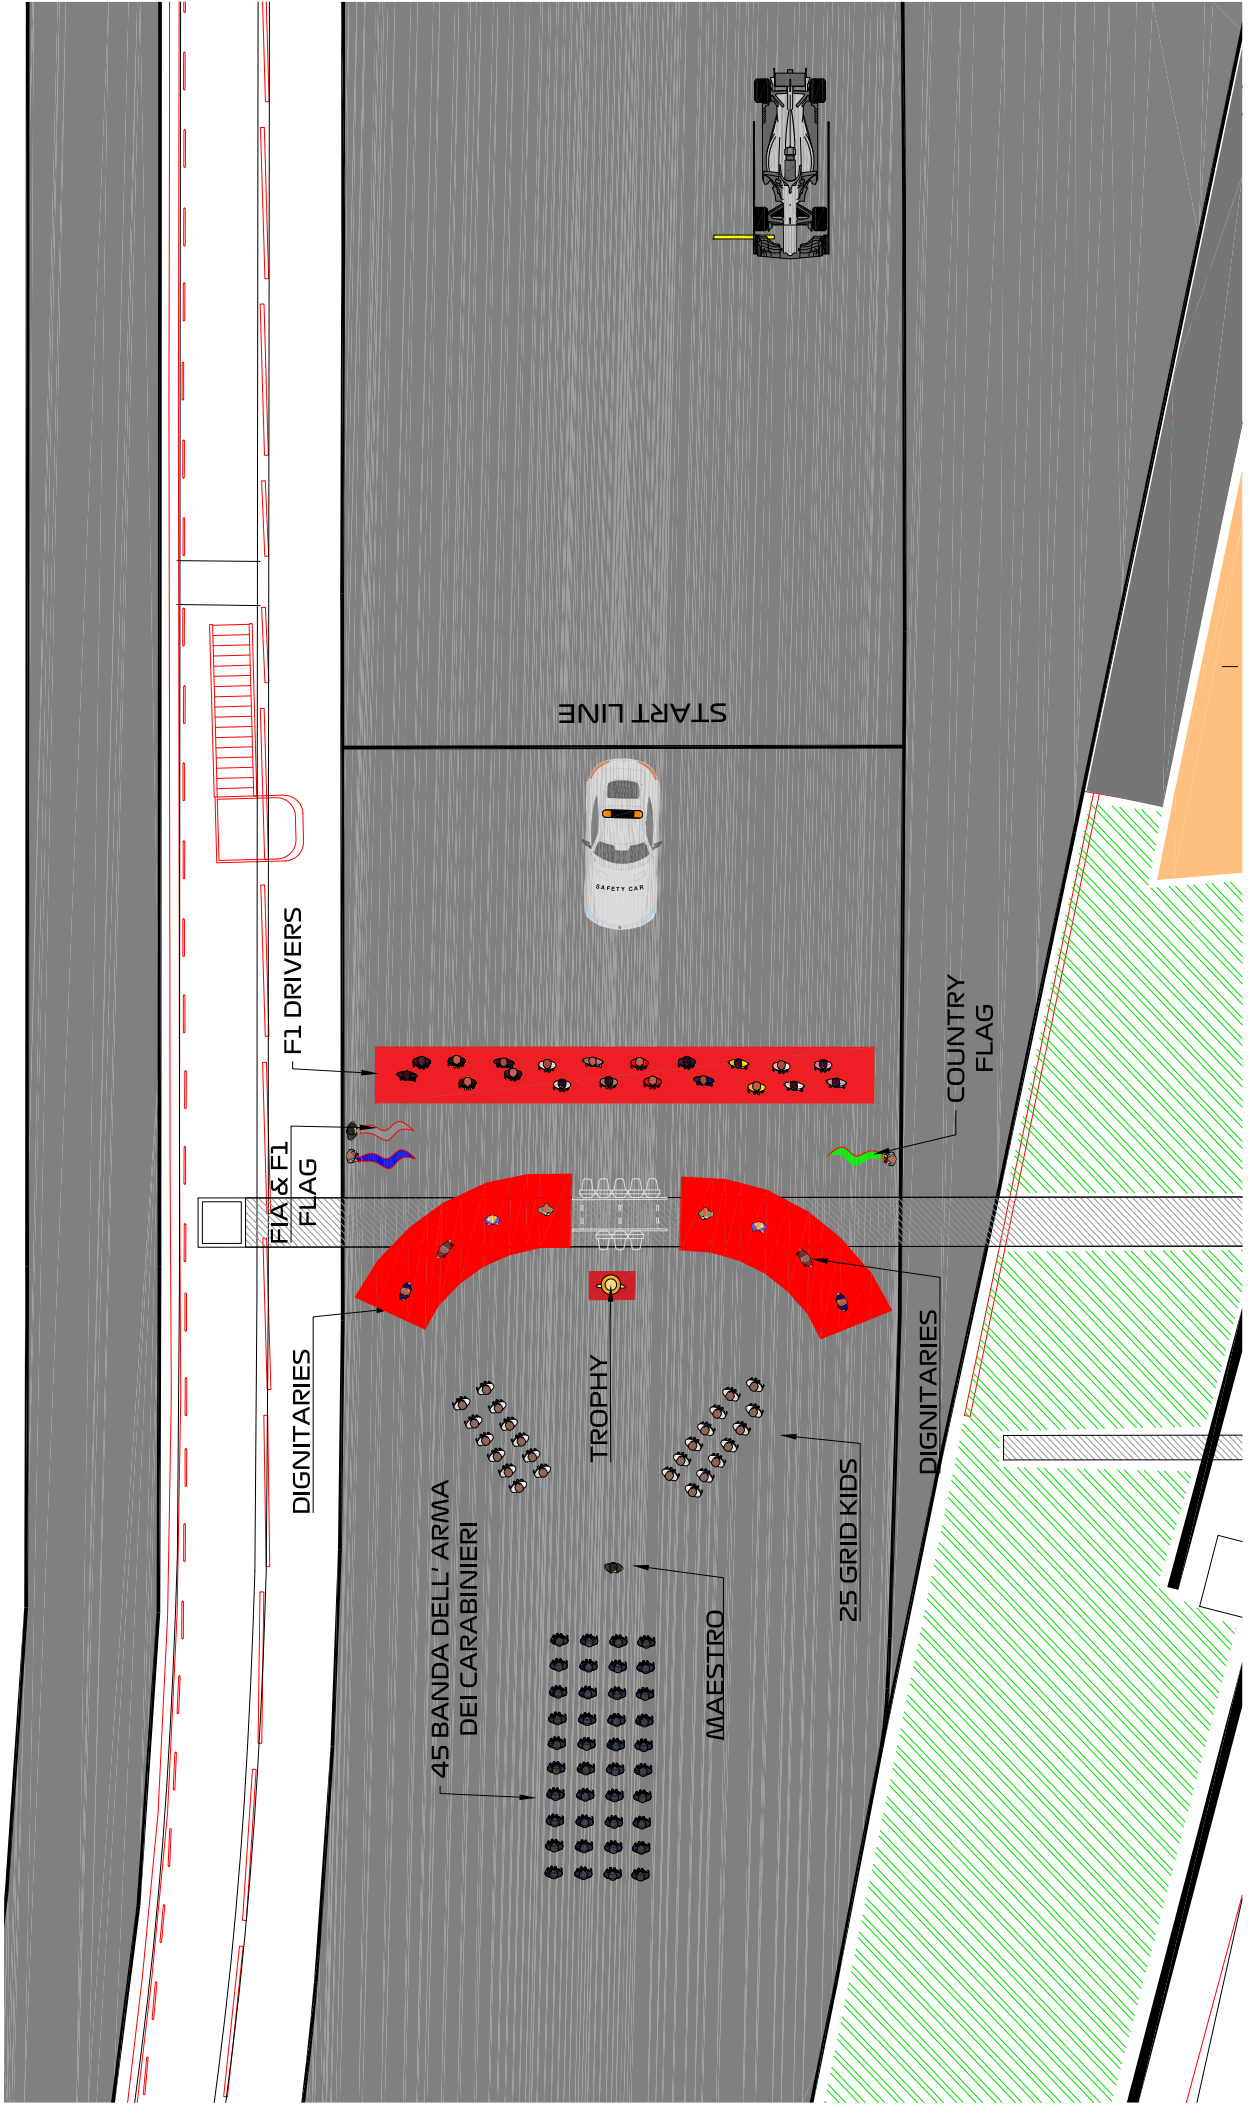 START LINE
SAFETY CAR
F1 DRIVERS
COUNTRY
FLAG
FIA & F1
FLAG
DIGNITARIES
TROPHY
DIGNITARIES
25 GRID KIDS
45 BANDA DELL' ARMA
DEI CARABINIERI
MAESTRO